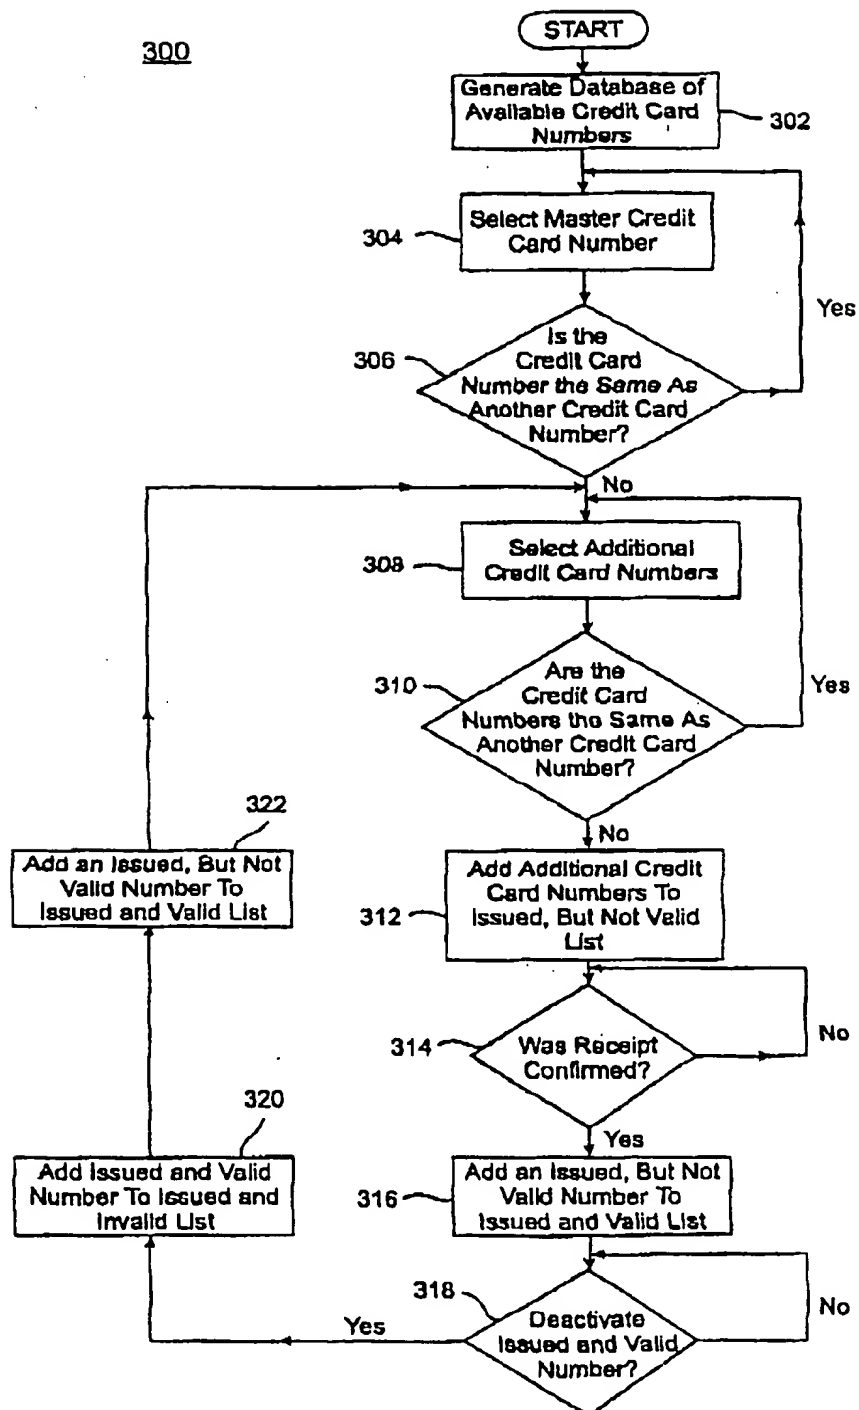 300
START
Generate Database of
Available Credit Card
Numbers
302
Select Master Credit
Card Number
304
Yes
Is the
Credit Card
Number the Same As
Another Credit Card
Number?
306
No
Select Additional
Credit Card Numbers
308
Are the
Credit Card
Numbers the Same As
Another Credit Card
Number?
310
Yes
No
322
Add an Issued, But Not
Valid Number To
Issued and Valid List
Add Additional Credit
Card Numbers To
Issued, But Not Valid
List
312
Was Receipt
Confirmed?
314
No
Yes
320
Add Issued and Valid
Number To Issued and
Invalid List
Add an Issued, But Not
Valid Number To
Issued and Valid List
316
Deactivate
Issued and Valid
Number?
318
No
Yes